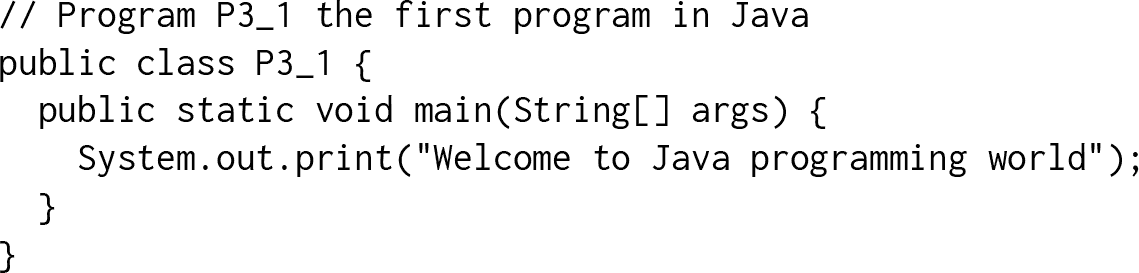 // Program P3_1 the first program in Java
public class P3_1 {
  public static void main(String[] args) {
    System.out.print("Welcome to Java programming world");
  }
}